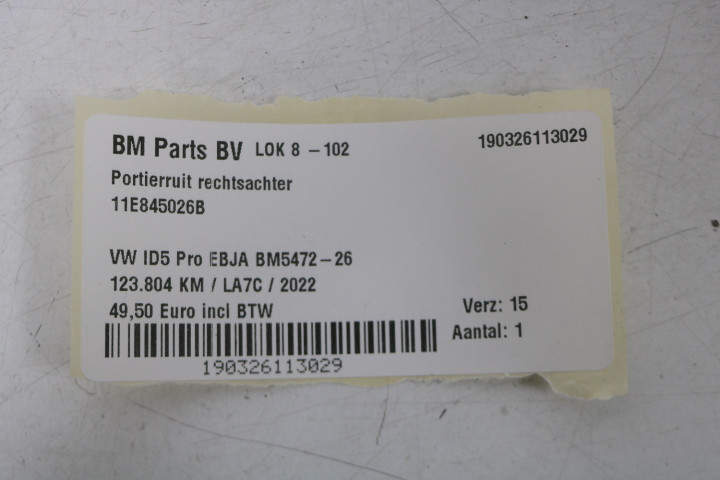 BM Parts BV LOK 8 - 102 190326113029
Portierruit rechtsachter
11E845026B
VW ID5 Pro EBJA BM5472-26
123.804 KM / LA7C / 2022
49,50 Euro incl BTW Verz: 15
Aantal: 1
190326113029